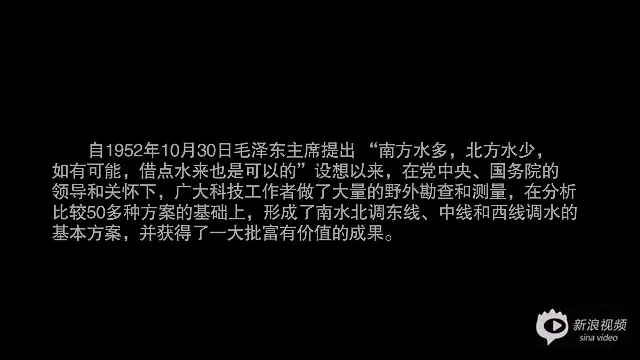 自1952年10月30日毛泽东主席提出 “南方水多，北方水少，
如有可能，借点水来也是可以的”设想以来，在党中央、国务院的
领导和关怀下，广大科技工作者做了大量的野外勘查和测量，在分析
比较50多种方案的基础上，形成了南水北调东线、中线和西线调水的
基本方案，并获得了一大批富有价值的成果。
新浪视频
sina video